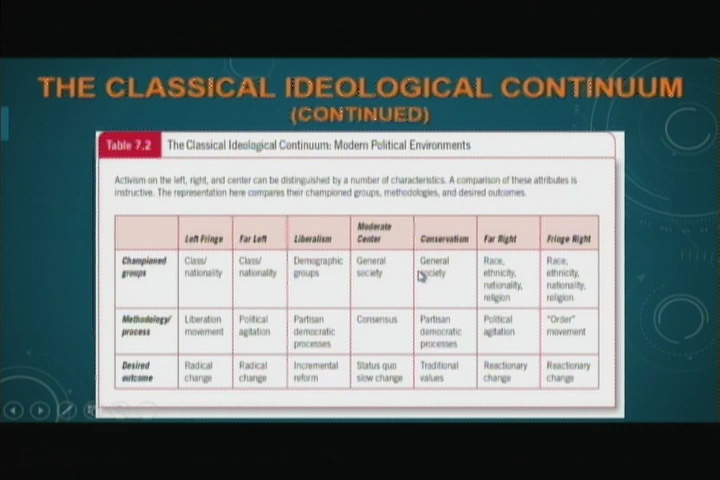 THE CLASSICAL IDEOLOGICAL CONTINUUM
(CONTINUED)
Table 7.2 The Classical Ideological Continuum: Modern Political Environments
Activism on the left, right, and center can be distinguished by a number of characteristics. A comparison of these attributes is
instructive. The representation here compares their championed groups, methodologies, and desired outcomes.
Left Fringe Far Left Liberalism Moderate Center Conservatism Far Right Fringe Right
Championed groups Class/ nationality Class/ nationality Demographic groups General society General society Race, ethnicity, nationality, religion Race, ethnicity, nationality, religion
Methodology/ process Liberation movement Political agitation Partisan democratic processes Consensus Partisan democratic processes Political agitation "Order" movement
Desired outcome Radical change Radical change Incremental reform Status quo slow change Traditional values Reactionary change Reactionary change